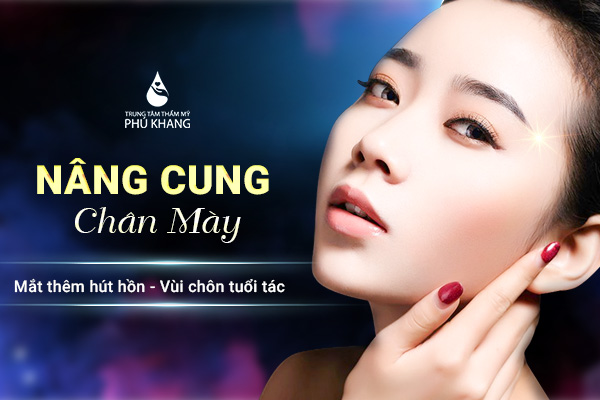 TRUNG TÂM THẨM MỸ
PHÚ KHANG
NÂNG CUNG
Chân Mày
Mắt thêm hút hồn - Vùi chôn tuổi tác